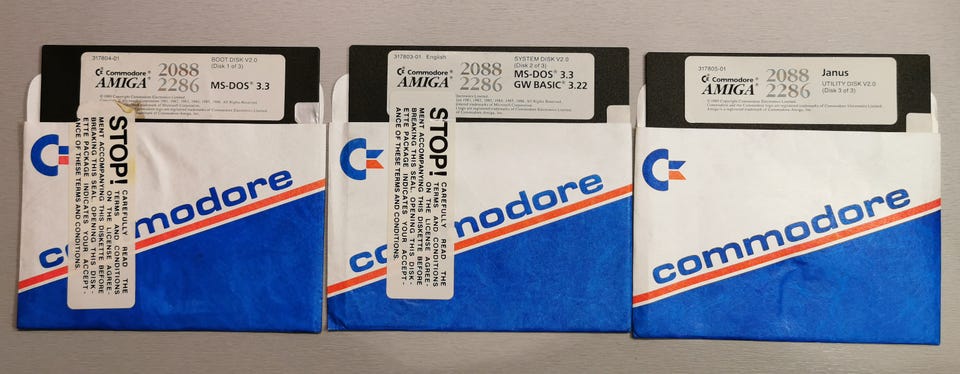 317804-01
BOOT DISK V2.0
(Disk 1 of 3)
Commodore®
AMIGA®
2088
2286
MS-DOS® 3.3
STOP!
CAREFULLY READ THE
TERMS AND CONDITIONS
ON THE LICENSE AGREE-
MENT ACCOMPANYING THIS DISKETTE BEFORE
BREAKING THIS SEAL. OPENING THIS DISK-
ETTE PACKAGE INDICATES YOUR ACCEPT-
ANCE OF THESE TERMS AND CONDITIONS.
commodore
317803-01 English
SYSTEM DISK V2.0
(Disk 2 of 3)
Commodore®
AMIGA®
2088
2286
MS-DOS® 3.3
GW BASIC® 3.22
STOP!
CAREFULLY READ THE
TERMS AND CONDITIONS
ON THE LICENSE AGREE-
MENT ACCOMPANYING THIS DISKETTE BEFORE
BREAKING THIS SEAL. OPENING THIS DISK-
ETTE PACKAGE INDICATES YOUR ACCEPT-
ANCE OF THESE TERMS AND CONDITIONS.
commodore
317805-01
Commodore®
AMIGA®
2088
2286
Janus
UTILITY DISK V2.0
(Disk 3 of 3)
commodore